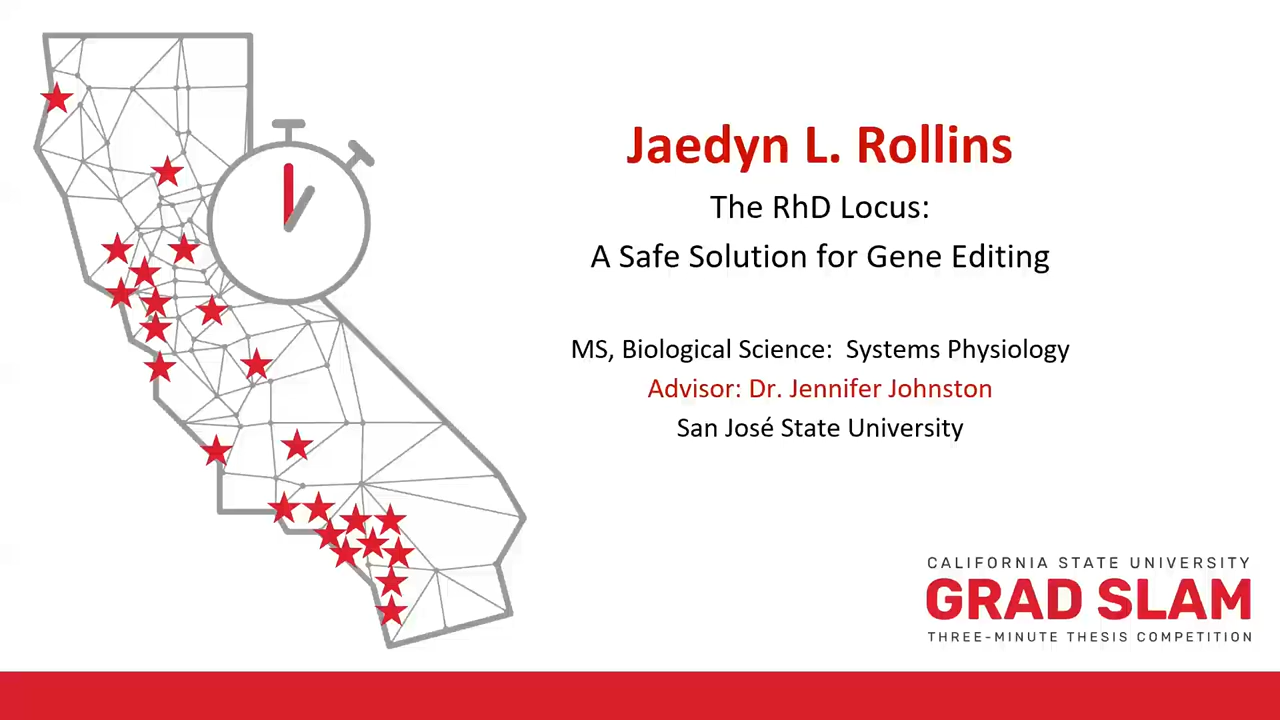 Jaedyn L. Rollins
The RhD Locus:
A Safe Solution for Gene Editing
MS, Biological Science: Systems Physiology
Advisor: Dr. Jennifer Johnston
San José State University
CALIFORNIA STATE UNIVERSITY
GRAD SLAM
THREE-MINUTE THESIS COMPETITION